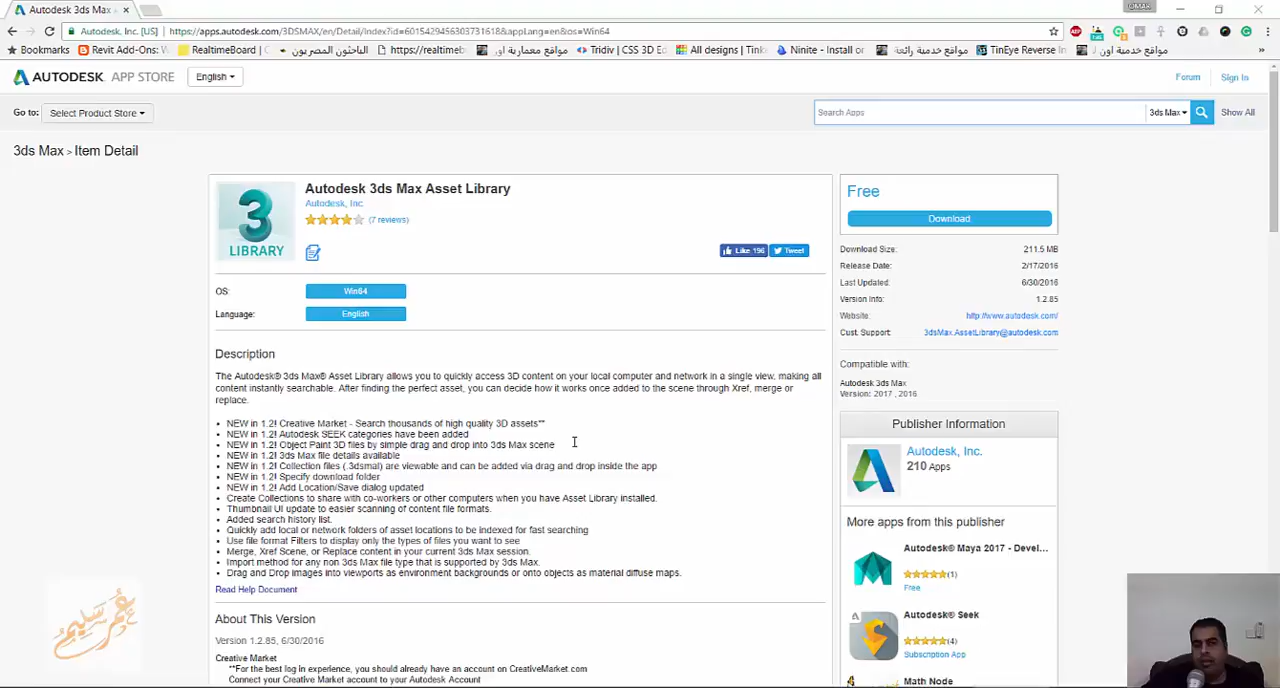 Autodesk 3ds Max
OMAR
Autodesk, Inc. [US] https://apps.autodesk.com/3DSMAX/en/Detail/Index?id=6015429456303731618&appLang=en&os=Win64
Bookmarks Revit Add-Ons: W RealtimeBoard الباحثون المصريون https://realtimeb مواقع معمارية اور Tridiv | CSS 3D Ed All designs | Tink Ninite - Install or مواقع خدمية رائعة TinEye Reverse In مواقع خدمية اون ل »
AUTODESK. APP STORE English
Forum Sign In
Go to: Select Product Store
Search Apps 3ds Max Show All
3ds Max > Item Detail
3 LIBRARY
Autodesk 3ds Max Asset Library
Autodesk, Inc.
(7 reviews)
Like 196 Tweet
OS: Win64
Language: English
Description
The Autodesk® 3ds Max® Asset Library allows you to quickly access 3D content on your local computer and network in a single view, making all
content instantly searchable. After finding the perfect asset, you can decide how it works once added to the scene through Xref, merge or
replace.
• NEW in 1.2! Creative Market - Search thousands of high quality 3D assets**
• NEW in 1.2! Autodesk SEEK categories have been added
• NEW in 1.2! Object Paint 3D files by simple drag and drop into 3ds Max scene
• NEW in 1.2! 3ds Max file details available
• NEW in 1.2! Collection files (.3dsmal) are viewable and can be added via drag and drop inside the app
• NEW in 1.2! Specify download folder
• NEW in 1.2! Add Location/Save dialog updated
• Create Collections to share with co-workers or other computers when you have Asset Library installed.
• Thumbnail UI update to easier scanning of content file formats.
• Added search history list.
• Quickly add local or network folders of asset locations to be indexed for fast searching
• Use file format Filters to display only the types of files you want to see
• Merge, Xref Scene, or Replace content in your current 3ds Max session.
• Import method for any non 3ds Max file type that is supported by 3ds Max.
• Drag and Drop images into viewports as environment backgrounds or onto objects as material diffuse maps.
Read Help Document
About This Version
Version 1.2.85, 6/30/2016
Creative Market
**For the best log in experience, you should already have an account on CreativeMarket.com
Connect your Creative Market account to your Autodesk Account
Free
Download
Download Size: 211.5 MB
Release Date: 2/17/2016
Last Updated: 6/30/2016
Version Info: 1.2.85
Website: http://www.autodesk.com/
Cust. Support: 3dsMax.AssetLibrary@autodesk.com
Compatible with:
Autodesk 3ds Max
Version: 2017 , 2016
Publisher Information
Autodesk, Inc.
210 Apps
More apps from this publisher
Autodesk® Maya 2017 - Devel...
(1)
Free
Autodesk® Seek
(4)
Subscription App
Math Node
عمر سليم